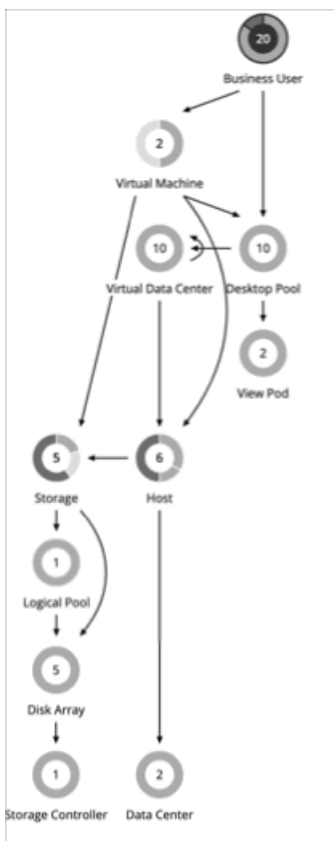 20
Business User
2
Virtual Machine
10
10
Virtual Data Center
Desktop Pool
2
View Pod
5
6
Storage
Host
1
Logical Pool
5
Disk Array
1
2
Storage Controller
Data Center